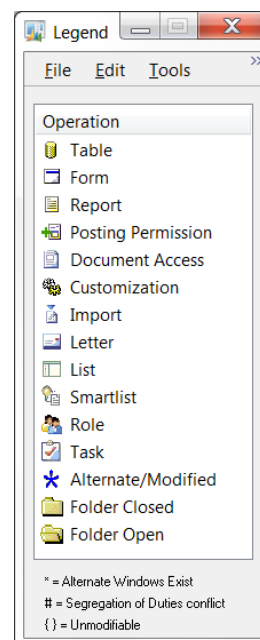 Legend
File Edit Tools »
Operation
Table
Form
Report
Posting Permission
Document Access
Customization
Import
Letter
List
Smartlist
Role
Task
Alternate/Modified
Folder Closed
Folder Open
* = Alternate Windows Exist
# = Segregation of Duties conflict
{ } = Unmodifiable